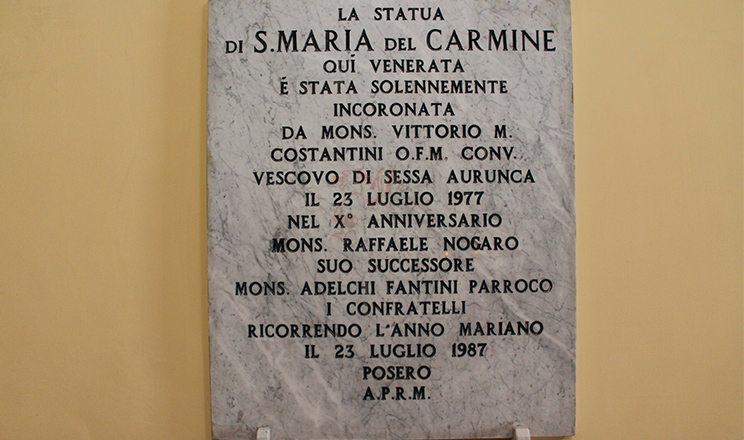 LA STATUA
DI S.MARIA DEL CARMINE
QUÍ VENERATA
É STATA SOLENNEMENTE
INCORONATA
DA MONS. VITTORIO M.
COSTANTINI O.F.M. CONV.
VESCOVO DI SESSA AURUNCA
IL 23 LUGLIO 1977
NEL X° ANNIVERSARIO
MONS. RAFFAELE NOGARO
SUO SUCCESSORE
MONS. ADELCHI FANTINI PARROCO
I CONFRATELLI
RICORRENDO L'ANNO MARIANO
IL 23 LUGLIO 1987
POSERO
A.P.R.M.